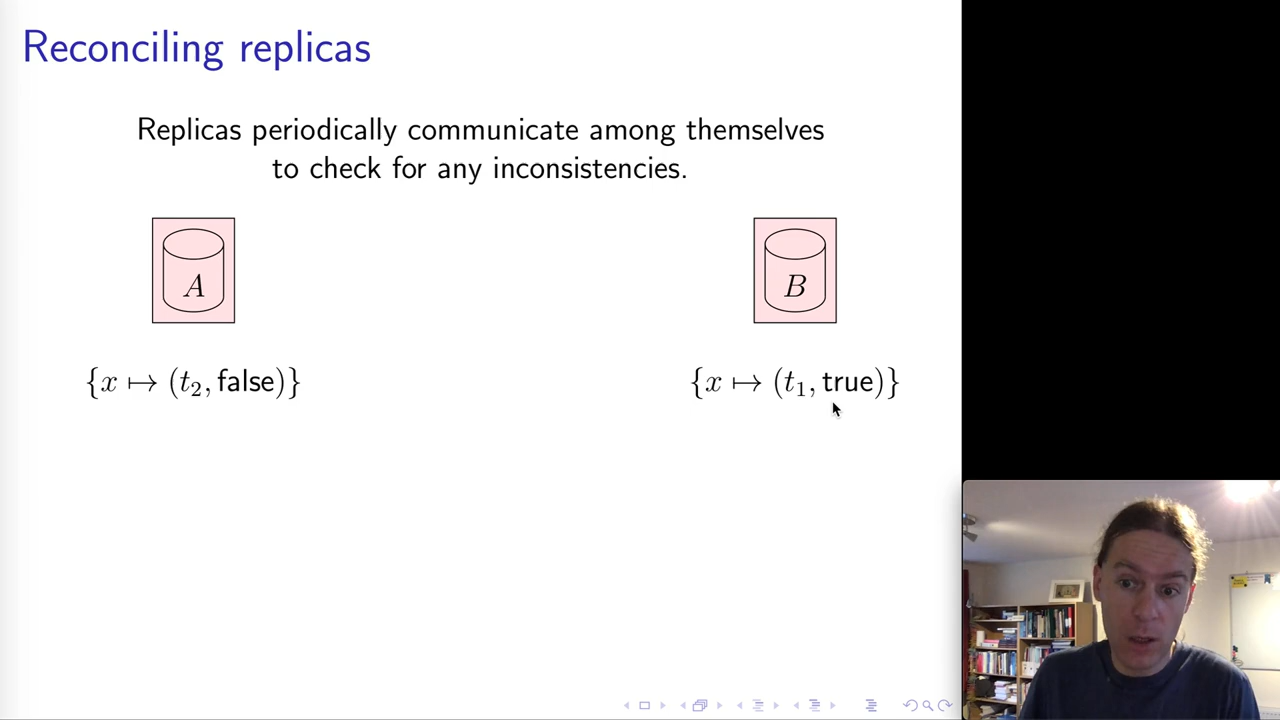 Reconciling replicas
Replicas periodically communicate among themselves
to check for any inconsistencies.
A
B
{x ↦ (t₂, false)}
{x ↦ (t₁, true)}